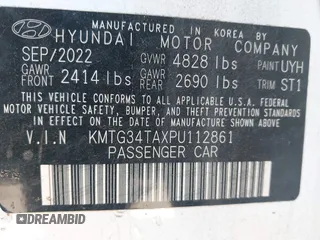 MANUFACTURED IN KOREA BY
HYUNDAI MOTOR COMPANY
SEP/2022 GVWR 4828 lbs PAINT UYH
GAWR FRONT 2414 lbs GAWR REAR 2690 lbs TRIM ST1
THIS VEHICLE CONFORMS TO ALL APPLICABLE FEDERAL
MOTOR VEHICLE SAFETY, BUMPER, AND THEFT PREVENTION
STANDARDS IN EFFECT ON THE DATE OF
MANUFACTURE SHOWN ABOVE.
V.I.N KMTG34TAXPU112861
PASSENGER CAR